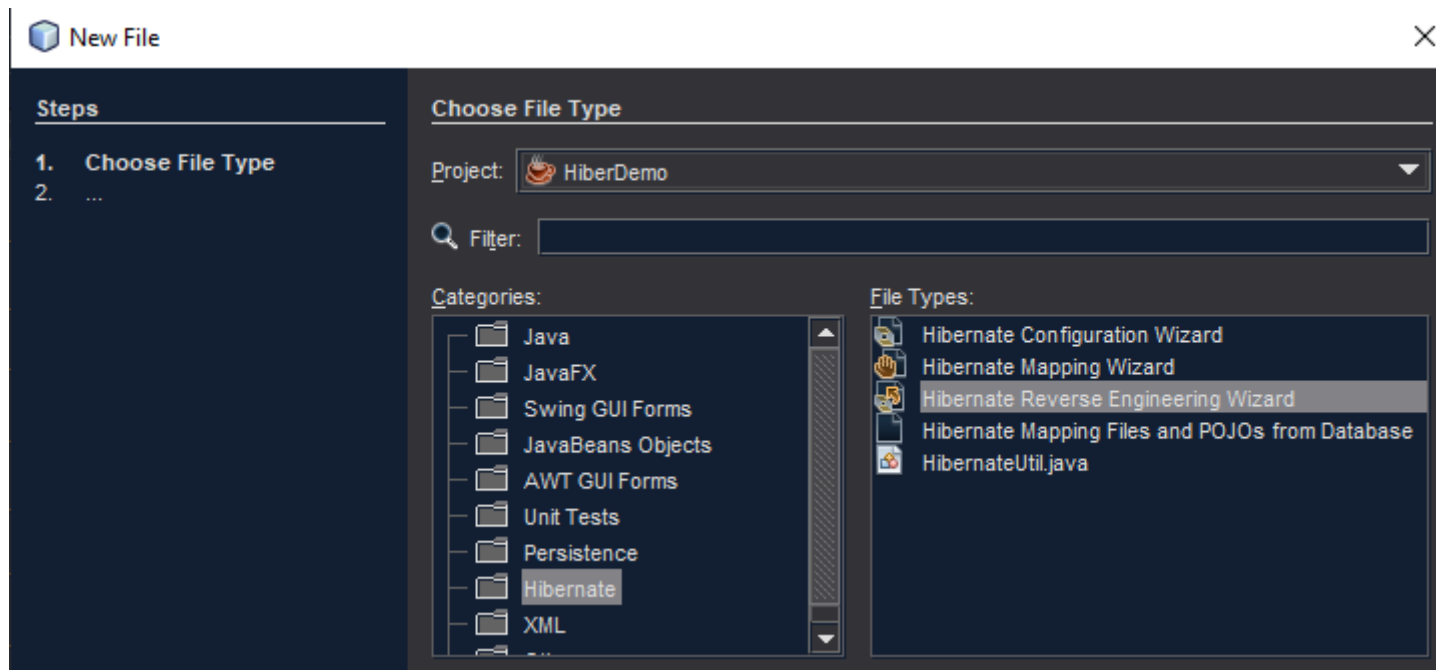 New File
Steps
1. Choose File Type
2. ...
Choose File Type
Project: HiberDemo
Filter:
Categories:
Java
JavaFX
Swing GUI Forms
JavaBeans Objects
AWT GUI Forms
Unit Tests
Persistence
Hibernate
XML
File Types:
Hibernate Configuration Wizard
Hibernate Mapping Wizard
Hibernate Reverse Engineering Wizard
Hibernate Mapping Files and POJOs from Database
HibernateUtil.java